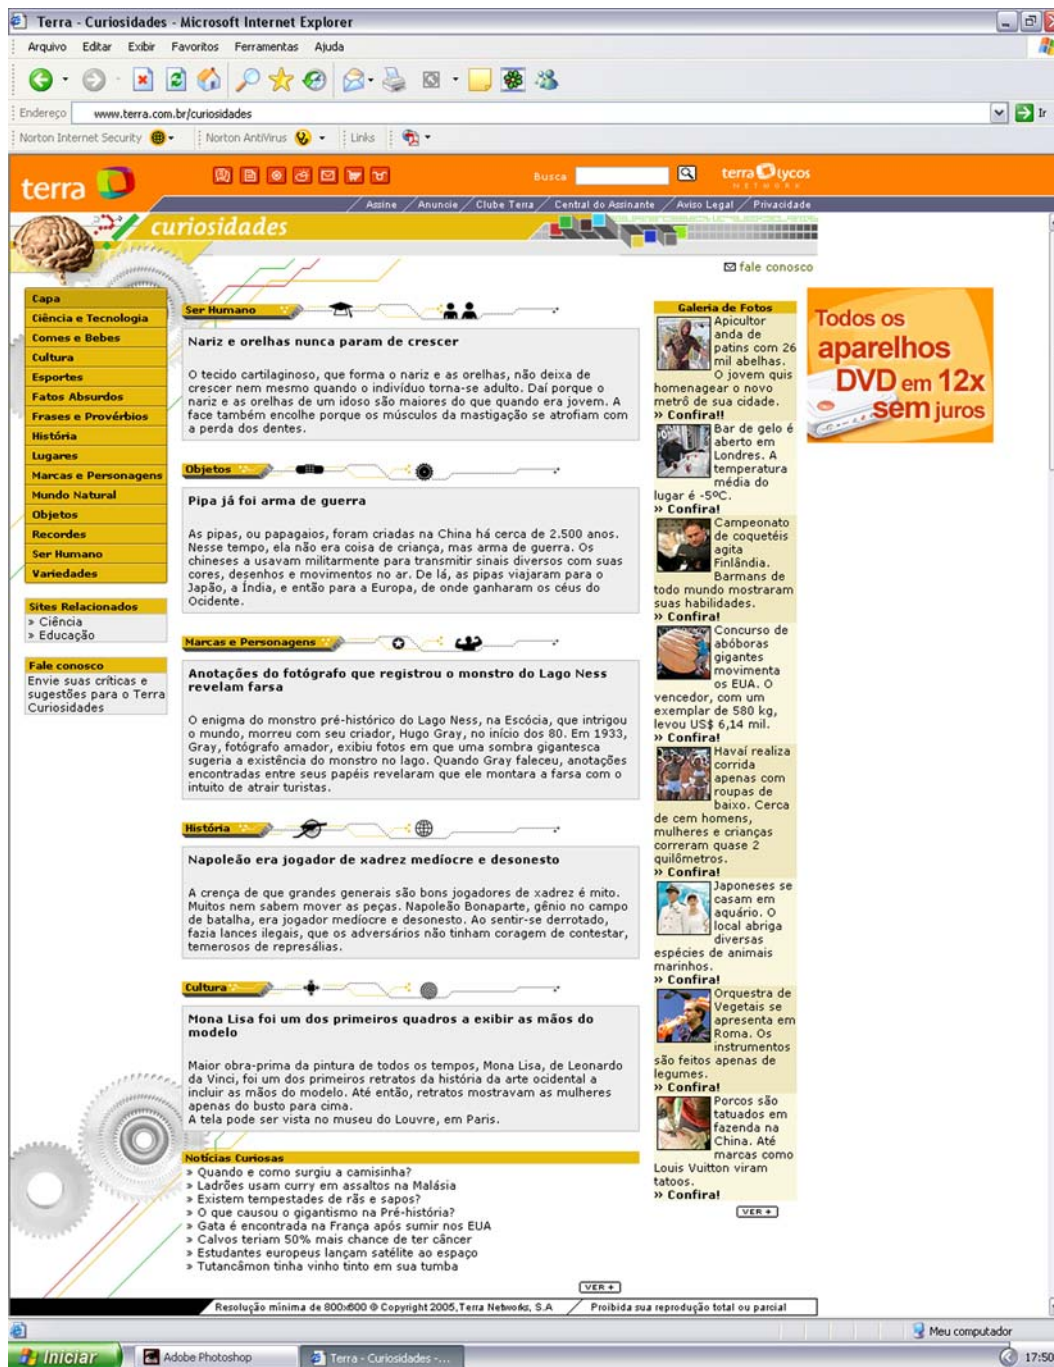 Terra - Curiosidades - Microsoft Internet Explorer
Arquivo Editar Exibir Favoritos Ferramentas Ajuda
Endereço www.terra.com.br/curiosidades Ir
Norton Internet Security Norton AntiVirus Links
terra
Busca
terra Lycos
NETWORK
Assine Anuncie Clube Terra Central do Assinante Aviso Legal Privacidade
curiosidades
fale conosco
Capa
Ciência e Tecnologia
Comes e Bebes
Cultura
Esportes
Fatos Absurdos
Frases e Provérbios
História
Lugares
Marcas e Personagens
Mundo Natural
Objetos
Recordes
Ser Humano
Variedades
Sites Relacionados
» Ciência
» Educação
Fale conosco
Envie suas críticas e
sugestões para o Terra
Curiosidades
Ser Humano
Nariz e orelhas nunca param de crescer
O tecido cartilaginoso, que forma o nariz e as orelhas, não deixa de
crescer nem mesmo quando o indivíduo torna-se adulto. Daí porque o
nariz e as orelhas de um idoso são maiores do que quando era jovem. A
face também encolhe porque os músculos da mastigação se atrofiam com
a perda dos dentes.
Objetos
Pipa já foi arma de guerra
As pipas, ou papagaios, foram criadas na China há cerca de 2.500 anos.
Nesse tempo, ela não era coisa de criança, mas arma de guerra. Os
chineses a usavam militarmente para transmitir sinais diversos com suas
cores, desenhos e movimentos no ar. De lá, as pipas viajaram para o
Japão, a Índia, e então para a Europa, de onde ganharam os céus do
Ocidente.
Marcas e Personagens
Anotações do fotógrafo que registrou o monstro do Lago Ness
revelam farsa
O enigma do monstro pré-histórico do Lago Ness, na Escócia, que intrigou
o mundo, morreu com seu criador, Hugo Gray, no início dos 80. Em 1933,
Gray, fotógrafo amador, exibiu fotos em que uma sombra gigantesca
sugeria a existência do monstro no lago. Quando Gray faleceu, anotações
encontradas entre seus papéis revelaram que ele montara a farsa com o
intuito de atrair turistas.
História
Napoleão era jogador de xadrez medíocre e desonesto
A crença de que grandes generais são bons jogadores de xadrez é mito.
Muitos nem sabem mover as peças. Napoleão Bonaparte, gênio no campo
de batalha, era jogador medíocre e desonesto. Ao sentir-se derrotado,
fazia lances ilegais, que os adversários não tinham coragem de contestar,
temerosos de represálias.
Cultura
Mona Lisa foi um dos primeiros quadros a exibir as mãos do
modelo
Maior obra-prima da pintura de todos os tempos, Mona Lisa, de Leonardo
da Vinci, foi um dos primeiros retratos da história da arte ocidental a
incluir as mãos do modelo. Até então, retratos mostravam as mulheres
apenas do busto para cima.
A tela pode ser vista no museu do Louvre, em Paris.
Notícias Curiosas
» Quando e como surgiu a camisinha?
» Ladrões usam curry em assaltos na Malásia
» Existem tempestades de rãs e sapos?
» O que causou o gigantismo na Pré-história?
» Gata é encontrada na França após sumir nos EUA
» Calvos teriam 50% mais chance de ter câncer
» Estudantes europeus lançam satélite ao espaço
» Tutancâmon tinha vinho tinto em sua tumba
VER +
Galeria de Fotos
Apicultor
anda de
patins com 26
mil abelhas.
O jovem quis
homenagear o novo
metrô de sua cidade.
» Confira!!
Bar de gelo é
aberto em
Londres. A
temperatura
média do
lugar é -5ºC.
» Confira!
Campeonato
de coquetéis
agita
Finlândia.
Barmans de
todo mundo mostraram
suas habilidades.
» Confira!
Concurso de
abóboras
gigantes
movimenta
os EUA. O
vencedor, com um
exemplar de 580 kg,
levou US$ 6,14 mil.
» Confira!
Havaí realiza
corrida
apenas com
roupas de
baixo. Cerca
de cem homens,
mulheres e crianças
correram quase 2
quilômetros.
» Confira!
Japoneses se
casam em
aquário. O
local abriga
diversas
espécies de animais
marinhos.
» Confira!
Orquestra de
Vegetais se
apresenta em
Roma. Os
instrumentos
são feitos apenas de
legumes.
» Confira!
Porcos são
tatuados em
fazenda na
China. Até
marcas como
Louis Vuitton viram
tatoos.
» Confira!
VER +
Todos os
aparelhos
DVD em 12x
sem juros
Resolução mínima de 800x600 © Copyright 2005,Terra Networks, S.A Proibida sua reprodução total ou parcial
Meu computador
Iniciar Adobe Photoshop Terra - Curiosidades -... 17:50